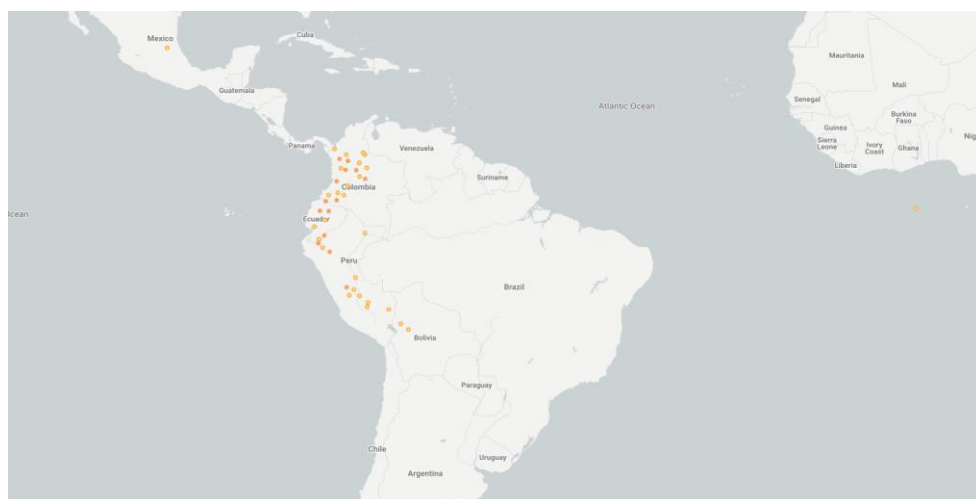 Mexico
Cuba
Guatemala
Mauritania
Mali
Senegal
Burkina
Faso
Guinea
Sierra
Leone
Ivory
Coast
Ghana
Liberia
Atlantic Ocean
Panama
Venezuela
Suriname
Colombia
Ecuador
Peru
Brazil
Bolivia
Paraguay
Chile
Uruguay
Argentina
Nig
Ocean